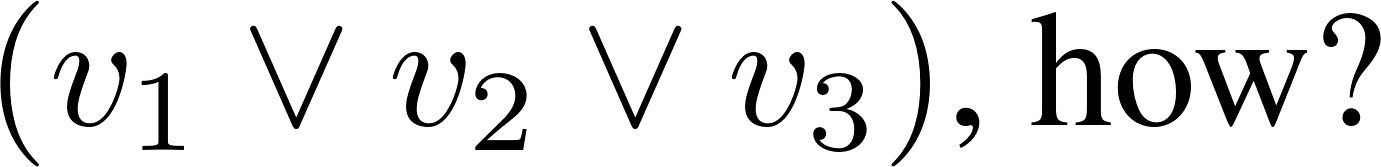 (v₁ ∨ v₂ ∨ v₃), how?